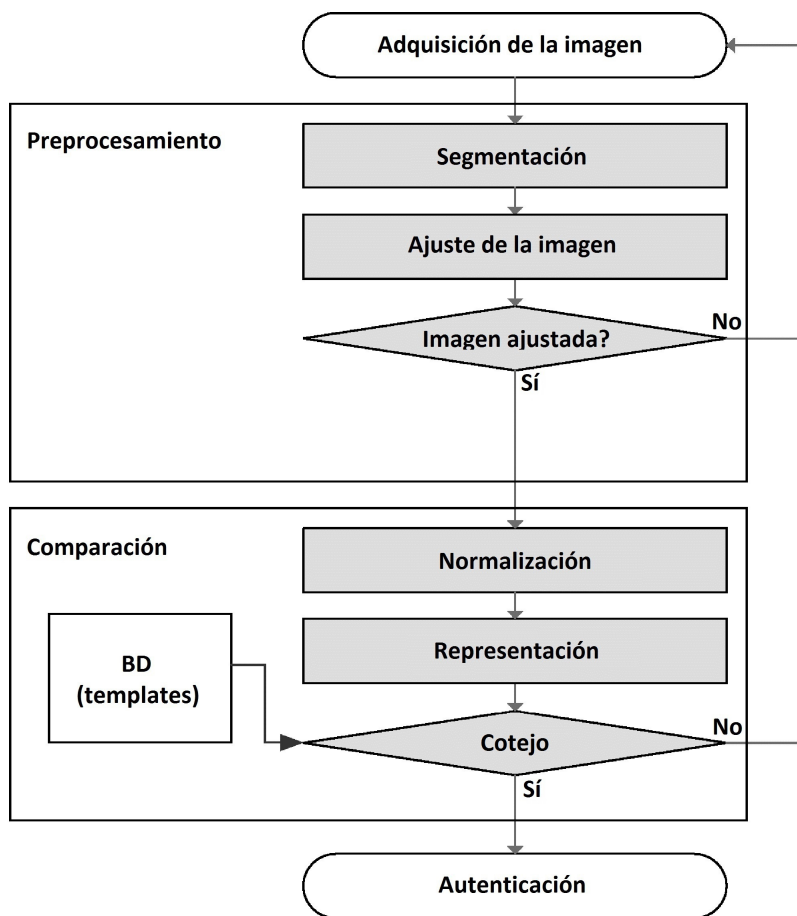 Adquisición de la imagen
Preprocesamiento
Segmentación
Ajuste de la imagen
Imagen ajustada?
No
Sí
Comparación
Normalización
Representación
BD
(templates)
Cotejo
No
Sí
Autenticación